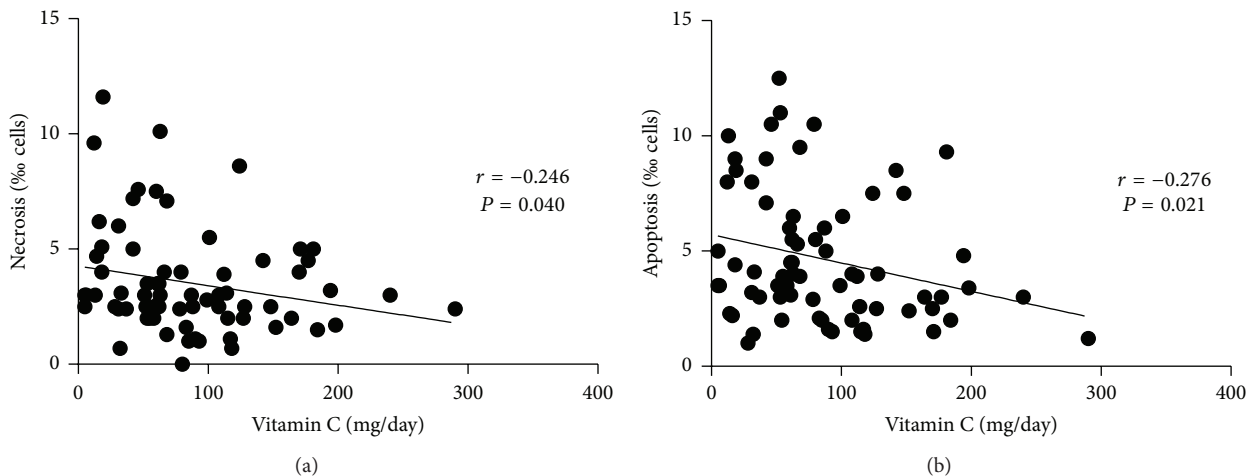 15
10
5
0
Necrosis (‰ cells)
r = −0.246
P = 0.040
0 100 200 300 400
Vitamin C (mg/day)
(a)
15
10
5
0
Apoptosis (‰ cells)
r = −0.276
P = 0.021
0 100 200 300 400
Vitamin C (mg/day)
(b)